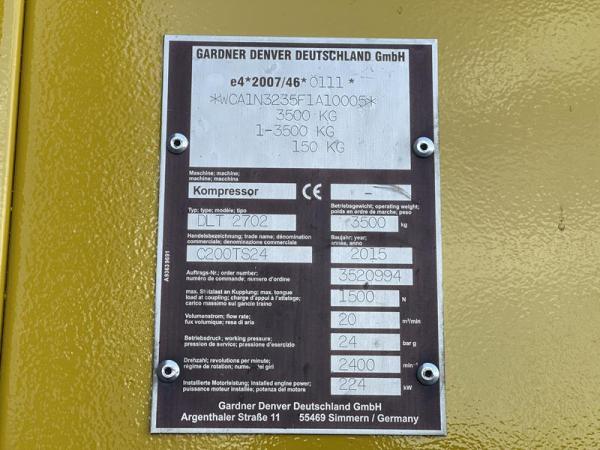 GARDNER DENVER DEUTSCHLAND GmbH
e4*2007/46*0111*
*WCA1N3235F1A10005*
3500 KG
1-3500 KG
150 KG
Maschine; machine;
machine; macchina
Kompressor CE –
Typ; type; modèle; tipo
DLT 2702
Betriebsgewicht; operating weight;
poids en ordre de marche; peso
3500 kg
Handelsbezeichnung; trade name; dénomination
commerciale; denominazione commerciale
C200TS24
Baujahr; year;
année, anno
2015
Auftrags-Nr.; order number;
numéro de commande; numero d'ordine
3520994
max. Stützlast an Kupplung; max. tongue
load at coupling; charge d'appui à l'attelage;
carico massimo sul gancio traino
1500 N
Volumenstrom; flow rate;
flux volumique; resa di aria
20 m³/min
Betriebsdruck; working pressure;
pression de service; pressione d'esercizio
24 bar g
Drehzahl; revolutions per minute;
régime de rotation; numero dei giri
2400 min⁻¹
Installierte Motorleistung; installed engine power;
puissance moteur installée; potenza del motore
224 kW
Gardner Denver Deutschland GmbH
Argenthaler Straße 11 55469 Simmern / Germany